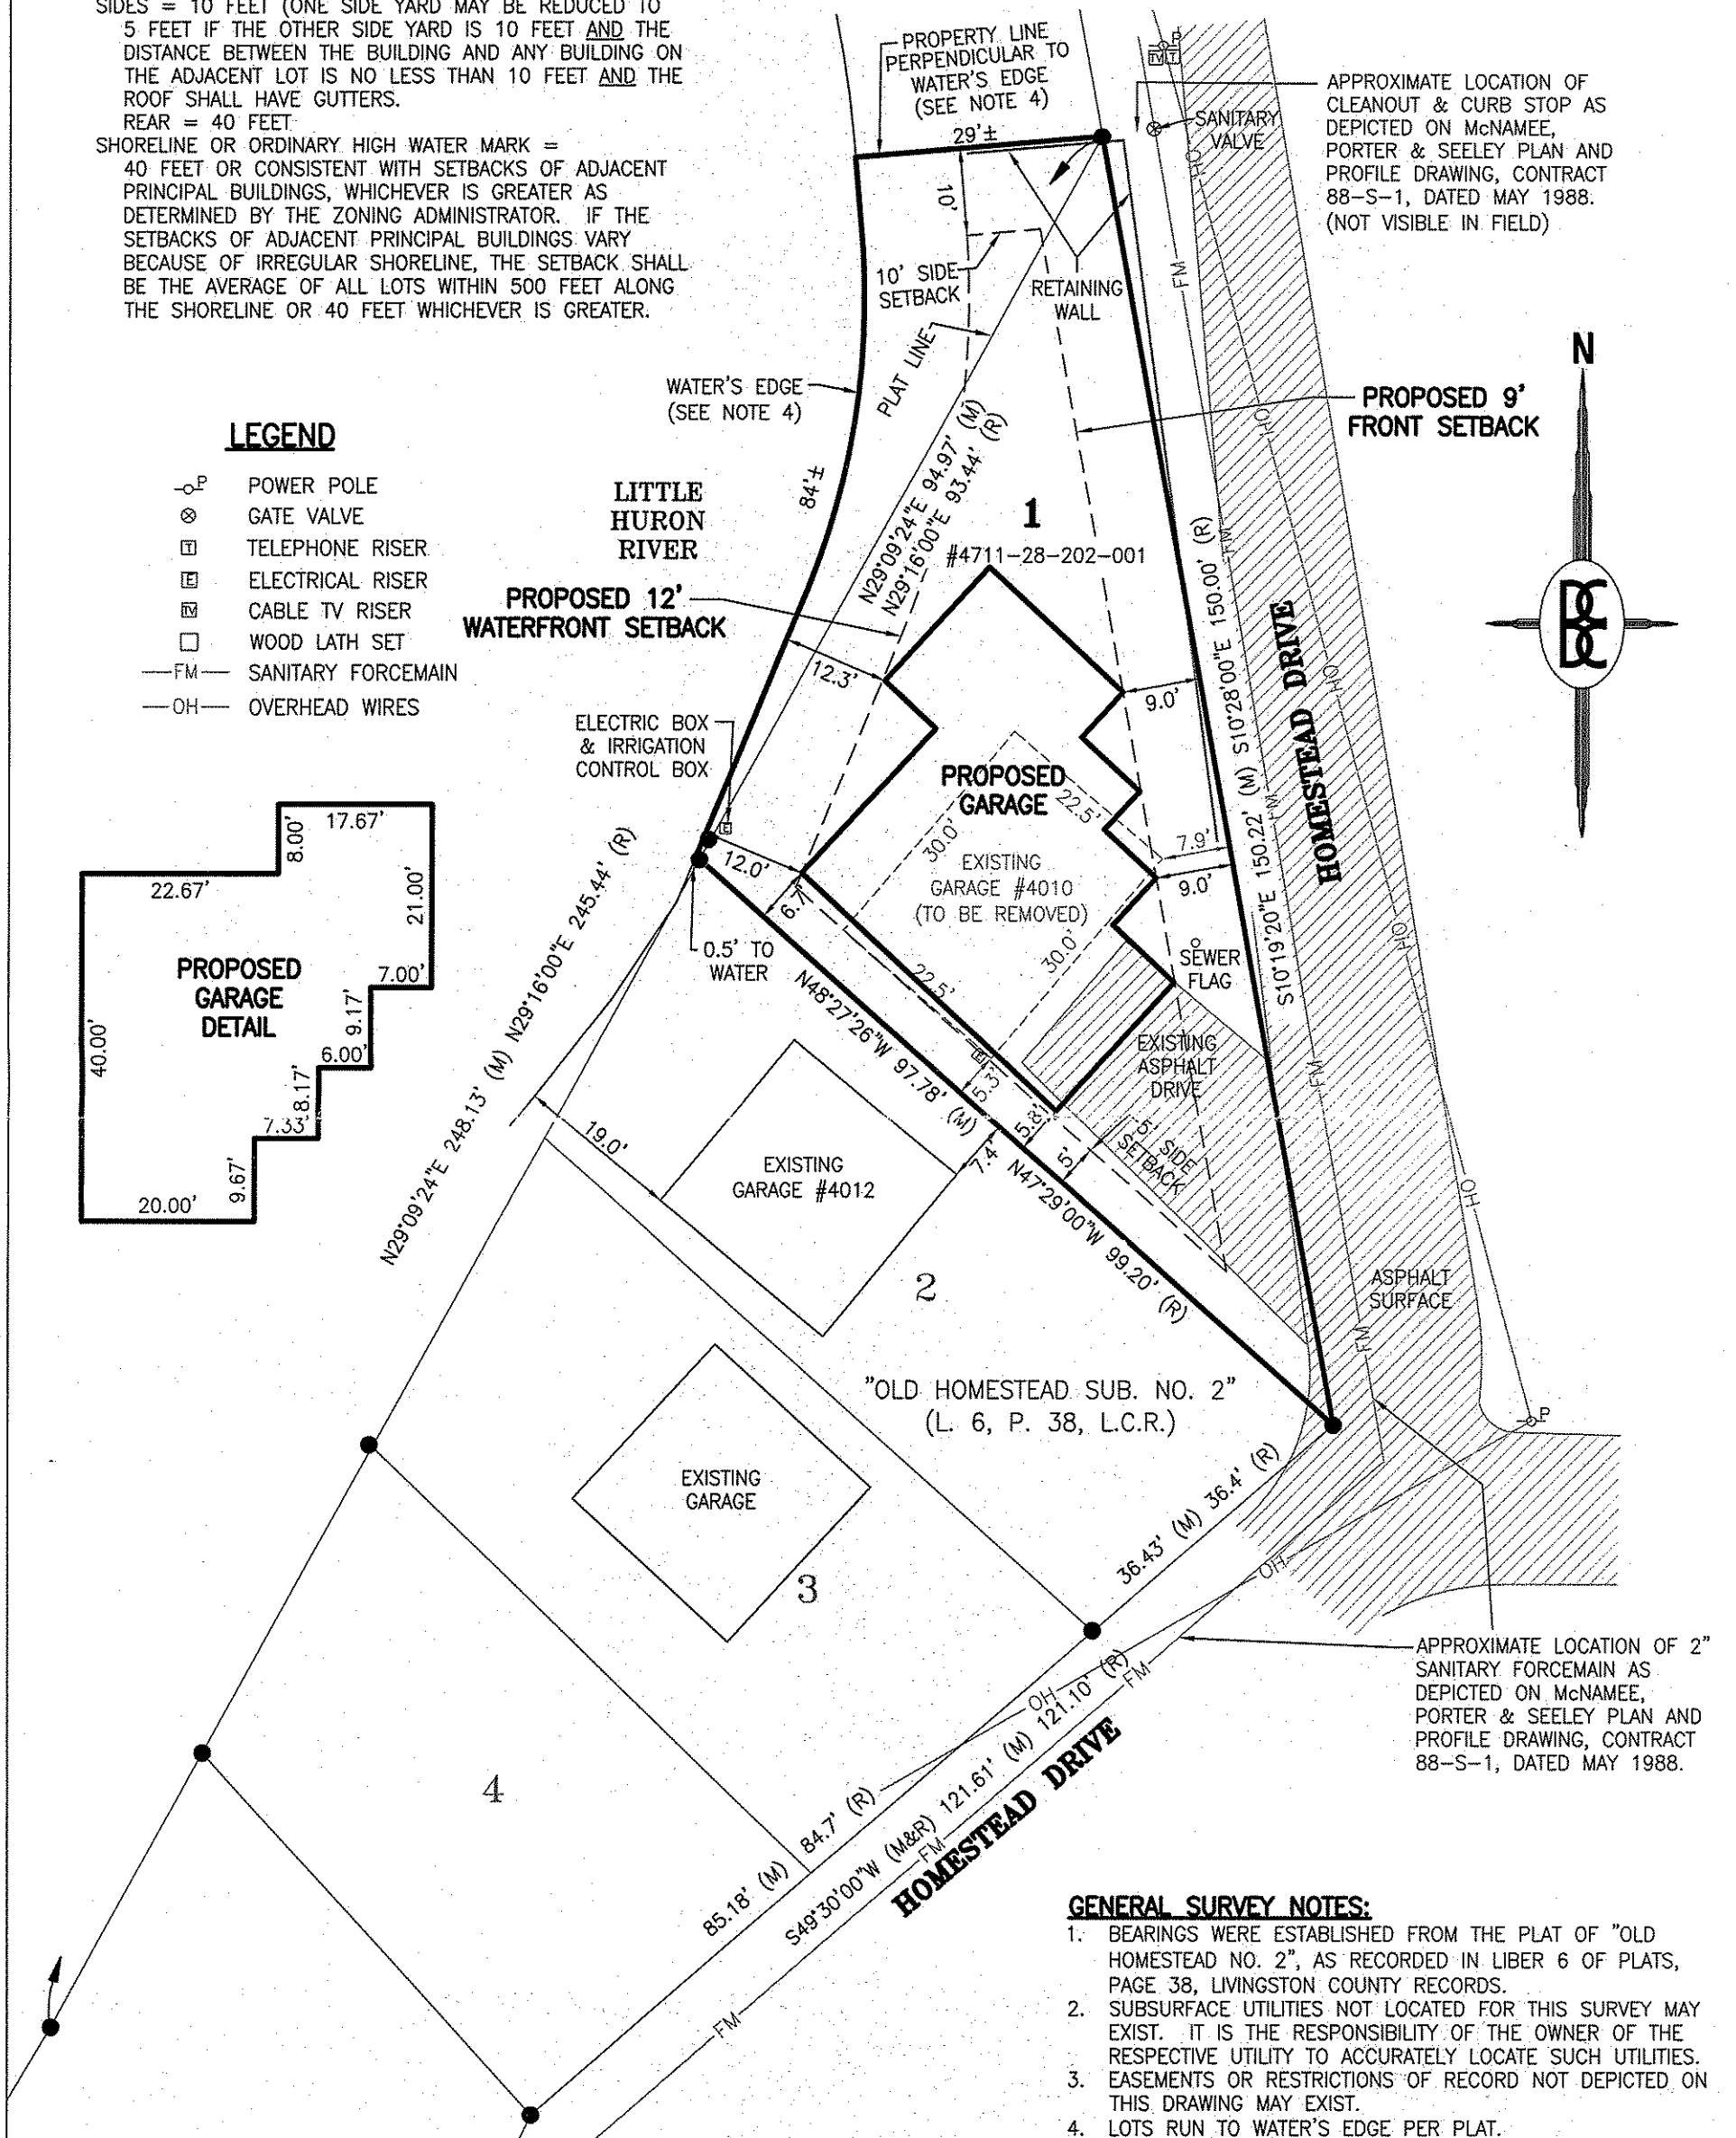 SIDES = 10 FEET (ONE SIDE YARD MAY BE REDUCED TO
5 FEET IF THE OTHER SIDE YARD IS 10 FEET AND THE
DISTANCE BETWEEN THE BUILDING AND ANY BUILDING ON
THE ADJACENT LOT IS NO LESS THAN 10 FEET AND THE
ROOF SHALL HAVE GUTTERS.
REAR = 40 FEET
SHORELINE OR ORDINARY HIGH WATER MARK =
40 FEET OR CONSISTENT WITH SETBACKS OF ADJACENT
PRINCIPAL BUILDINGS, WHICHEVER IS GREATER AS
DETERMINED BY THE ZONING ADMINISTRATOR. IF THE
SETBACKS OF ADJACENT PRINCIPAL BUILDINGS VARY
BECAUSE OF IRREGULAR SHORELINE, THE SETBACK SHALL
BE THE AVERAGE OF ALL LOTS WITHIN 500 FEET ALONG
THE SHORELINE OR 40 FEET WHICHEVER IS GREATER.
PROPERTY LINE
PERPENDICULAR TO
WATER'S EDGE
(SEE NOTE 4)
29'±
P
TV T
SANITARY
VALVE
APPROXIMATE LOCATION OF
CLEANOUT & CURB STOP AS
DEPICTED ON McNAMEE,
PORTER & SEELEY PLAN AND
PROFILE DRAWING, CONTRACT
88-S-1, DATED MAY 1988.
(NOT VISIBLE IN FIELD)
10'
10' SIDE
SETBACK
RETAINING
WALL
OH
FM
PLAT LINE
WATER'S EDGE
(SEE NOTE 4)
N
PROPOSED 9'
FRONT SETBACK
OH
LEGEND
P POWER POLE
GATE VALVE
T TELEPHONE RISER
E ELECTRICAL RISER
TV CABLE TV RISER
WOOD LATH SET
FM SANITARY FORCEMAIN
OH OVERHEAD WIRES
LITTLE
HURON
RIVER
84'±
N29°09'24"E 94.97' (M)
N29°16'00"E 93.44' (R)
1
#4711-28-202-001
PROPOSED 12'
WATERFRONT SETBACK
FM
S10°19'20"E 150.22' (M) S10°28'00"E 150.00' (R)
HOMESTEAD DRIVE
OH
12.3'
9.0'
ELECTRIC BOX
& IRRIGATION
CONTROL BOX
E
PROPOSED
GARAGE
22.5'
30.0'
FM
7.9'
EXISTING
GARAGE #4010
(TO BE REMOVED)
12.0'
6.7'
9.0'
OH
0.5' TO
WATER
30.0'
22.5'
SEWER
FLAG
17.67'
8.00'
22.67'
21.00'
PROPOSED
GARAGE
DETAIL
7.00'
9.17'
40.00'
6.00'
8.17'
7.33'
9.67'
20.00'
N29°09'24"E 248.13' (M) N29°16'00"E 245.44' (R)
N48°27'26"W 97.78' (M)
N47°29'00"W 99.20' (R)
EXISTING
ASPHALT
DRIVE
FM
5.3'
5.8'
7.4'
5'
5' SIDE
SETBACK
19.0'
EXISTING
GARAGE #4012
OH
2
ASPHALT
SURFACE
FM
"OLD HOMESTEAD SUB. NO. 2"
(L. 6, P. 38, L.C.R.)
P
EXISTING
GARAGE
3
36.43' (M) 36.4' (R)
OH
APPROXIMATE LOCATION OF 2"
SANITARY FORCEMAIN AS
DEPICTED ON McNAMEE,
PORTER & SEELEY PLAN AND
PROFILE DRAWING, CONTRACT
88-S-1, DATED MAY 1988.
OH
FM
4
85.18' (M) 84.7' (R)
S49°30'00"W (M&R) 121.61' (M) 121.10' (R)
FM
HOMESTEAD DRIVE
FM
GENERAL SURVEY NOTES:
1. BEARINGS WERE ESTABLISHED FROM THE PLAT OF "OLD
HOMESTEAD NO. 2", AS RECORDED IN LIBER 6 OF PLATS,
PAGE 38, LIVINGSTON COUNTY RECORDS.
2. SUBSURFACE UTILITIES NOT LOCATED FOR THIS SURVEY MAY
EXIST. IT IS THE RESPONSIBILITY OF THE OWNER OF THE
RESPECTIVE UTILITY TO ACCURATELY LOCATE SUCH UTILITIES.
3. EASEMENTS OR RESTRICTIONS OF RECORD NOT DEPICTED ON
THIS DRAWING MAY EXIST.
4. LOTS RUN TO WATER'S EDGE PER PLAT.